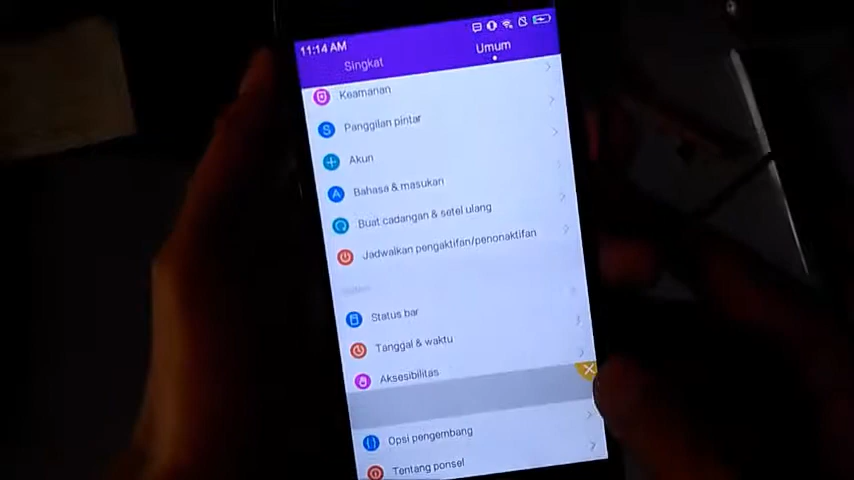 11:14 AM
Singkat
Umum
Keamanan
S Panggilan pintar
Akun
A Bahasa & masukan
Buat cadangan & setel ulang
Jadwalkan pengaktifan/penonaktifan
Status bar
Tanggal & waktu
Aksesibilitas
Opsi pengembang
Tentang ponsel